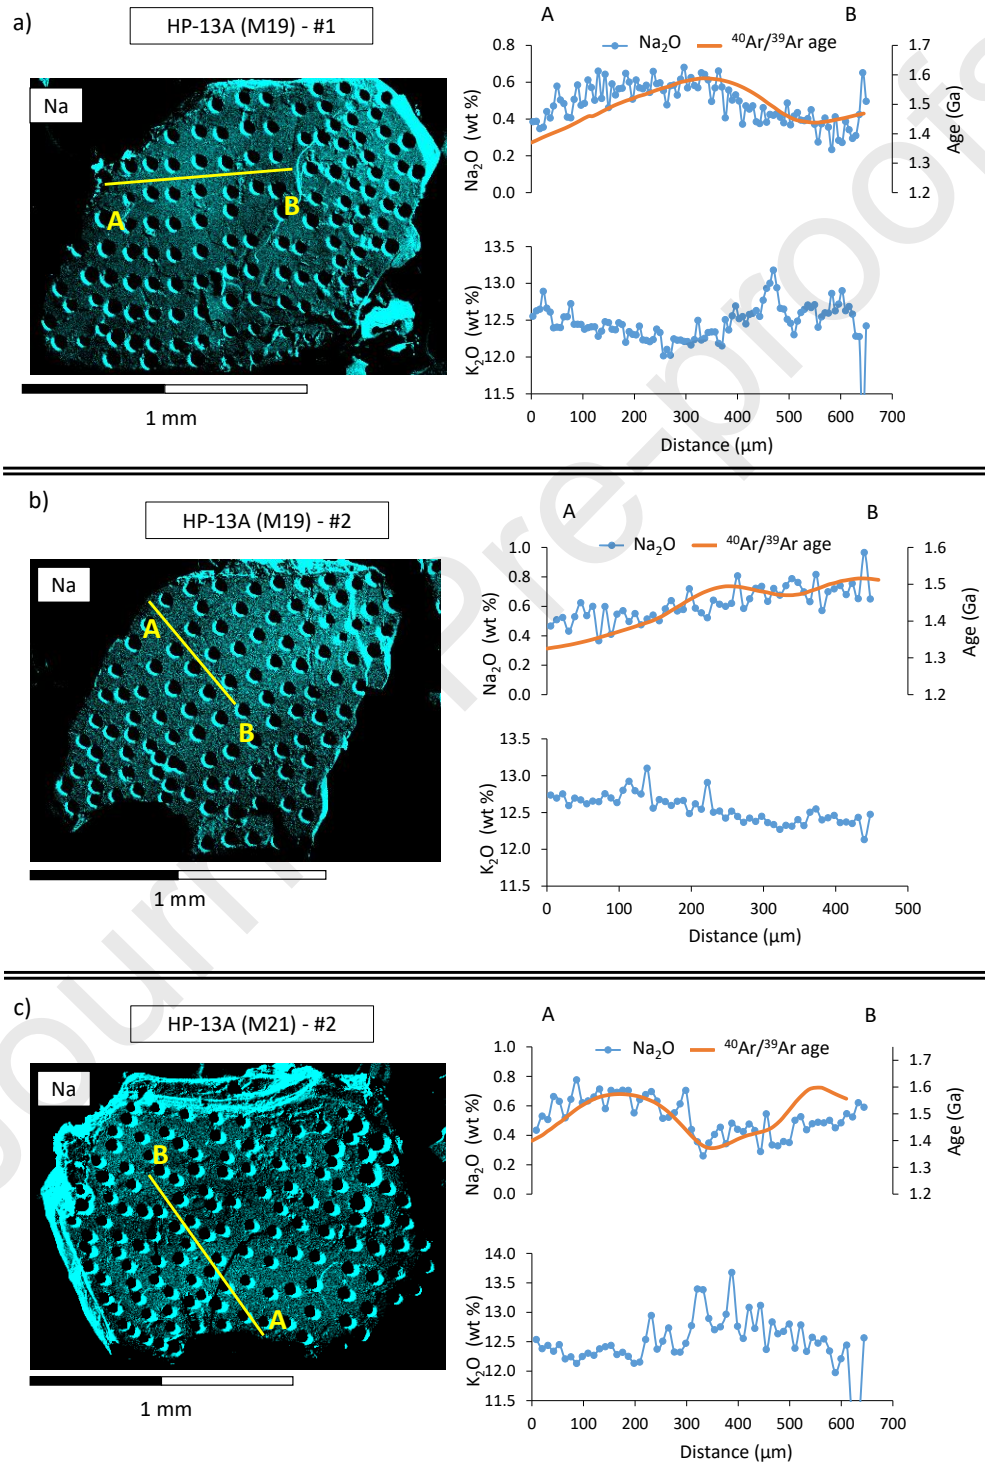 a)
HP-13A (M19) - #1
Na
A
B
1 mm
A
B
Na₂O
⁴⁰Ar/³⁹Ar age
0.8
0.6
0.4
0.2
0.0
Na₂O (wt %)
1.7
1.6
1.5
1.4
1.3
1.2
Age (Ga)
13.5
13.0
12.5
12.0
11.5
K₂O (wt %)
0 100 200 300 400 500 600 700
Distance (µm)
b)
HP-13A (M19) - #2
Na
A
B
1 mm
A
B
Na₂O
⁴⁰Ar/³⁹Ar age
1.0
0.8
0.6
0.4
0.2
0.0
Na₂O (wt %)
1.6
1.5
1.4
1.3
1.2
Age (Ga)
13.5
13.0
12.5
12.0
11.5
K₂O (wt %)
0 100 200 300 400 500
Distance (µm)
c)
HP-13A (M21) - #2
Na
B
A
1 mm
A
B
Na₂O
⁴⁰Ar/³⁹Ar age
1.0
0.8
0.6
0.4
0.2
0.0
Na₂O (wt %)
1.7
1.6
1.5
1.4
1.3
1.2
Age (Ga)
14.0
13.5
13.0
12.5
12.0
11.5
K₂O (wt %)
0 100 200 300 400 500 600 700
Distance (µm)
Journal Pre-proofs